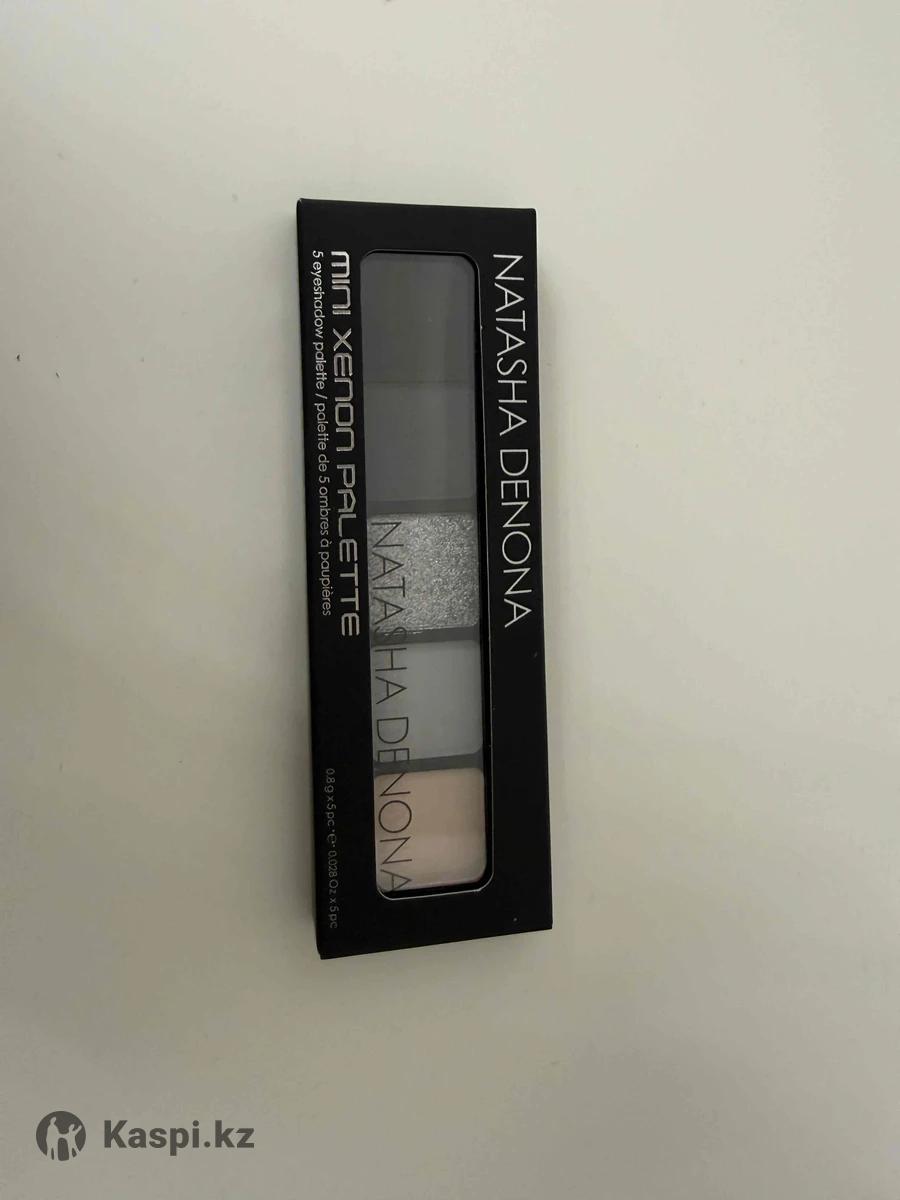 NATASHA DENONA
NATASHA DENONA
MINI XENON PALETTE
5 eyeshadow palette / palette de 5 ombres à paupières
0.8 g x 5 pc ℮ 0.028 Oz x 5 pc
Kaspi.kz